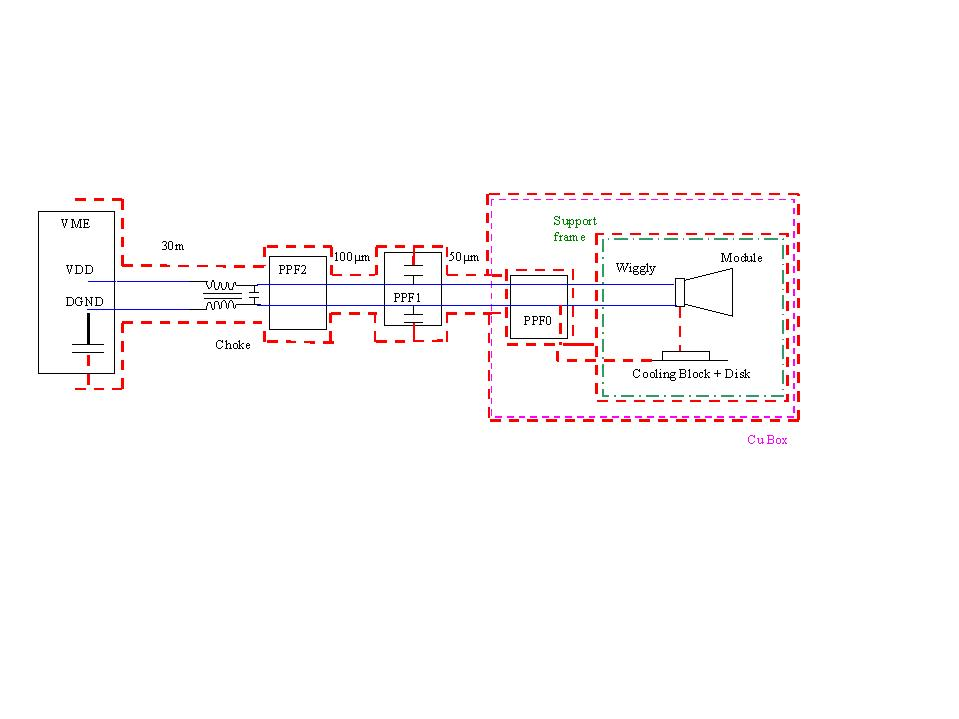 VME
VDD
DGND
30m
Choke
PPF2
100μm
PPF1
50μm
PPF0
Support
frame
Wiggly
Module
Cooling Block + Disk
Cu Box